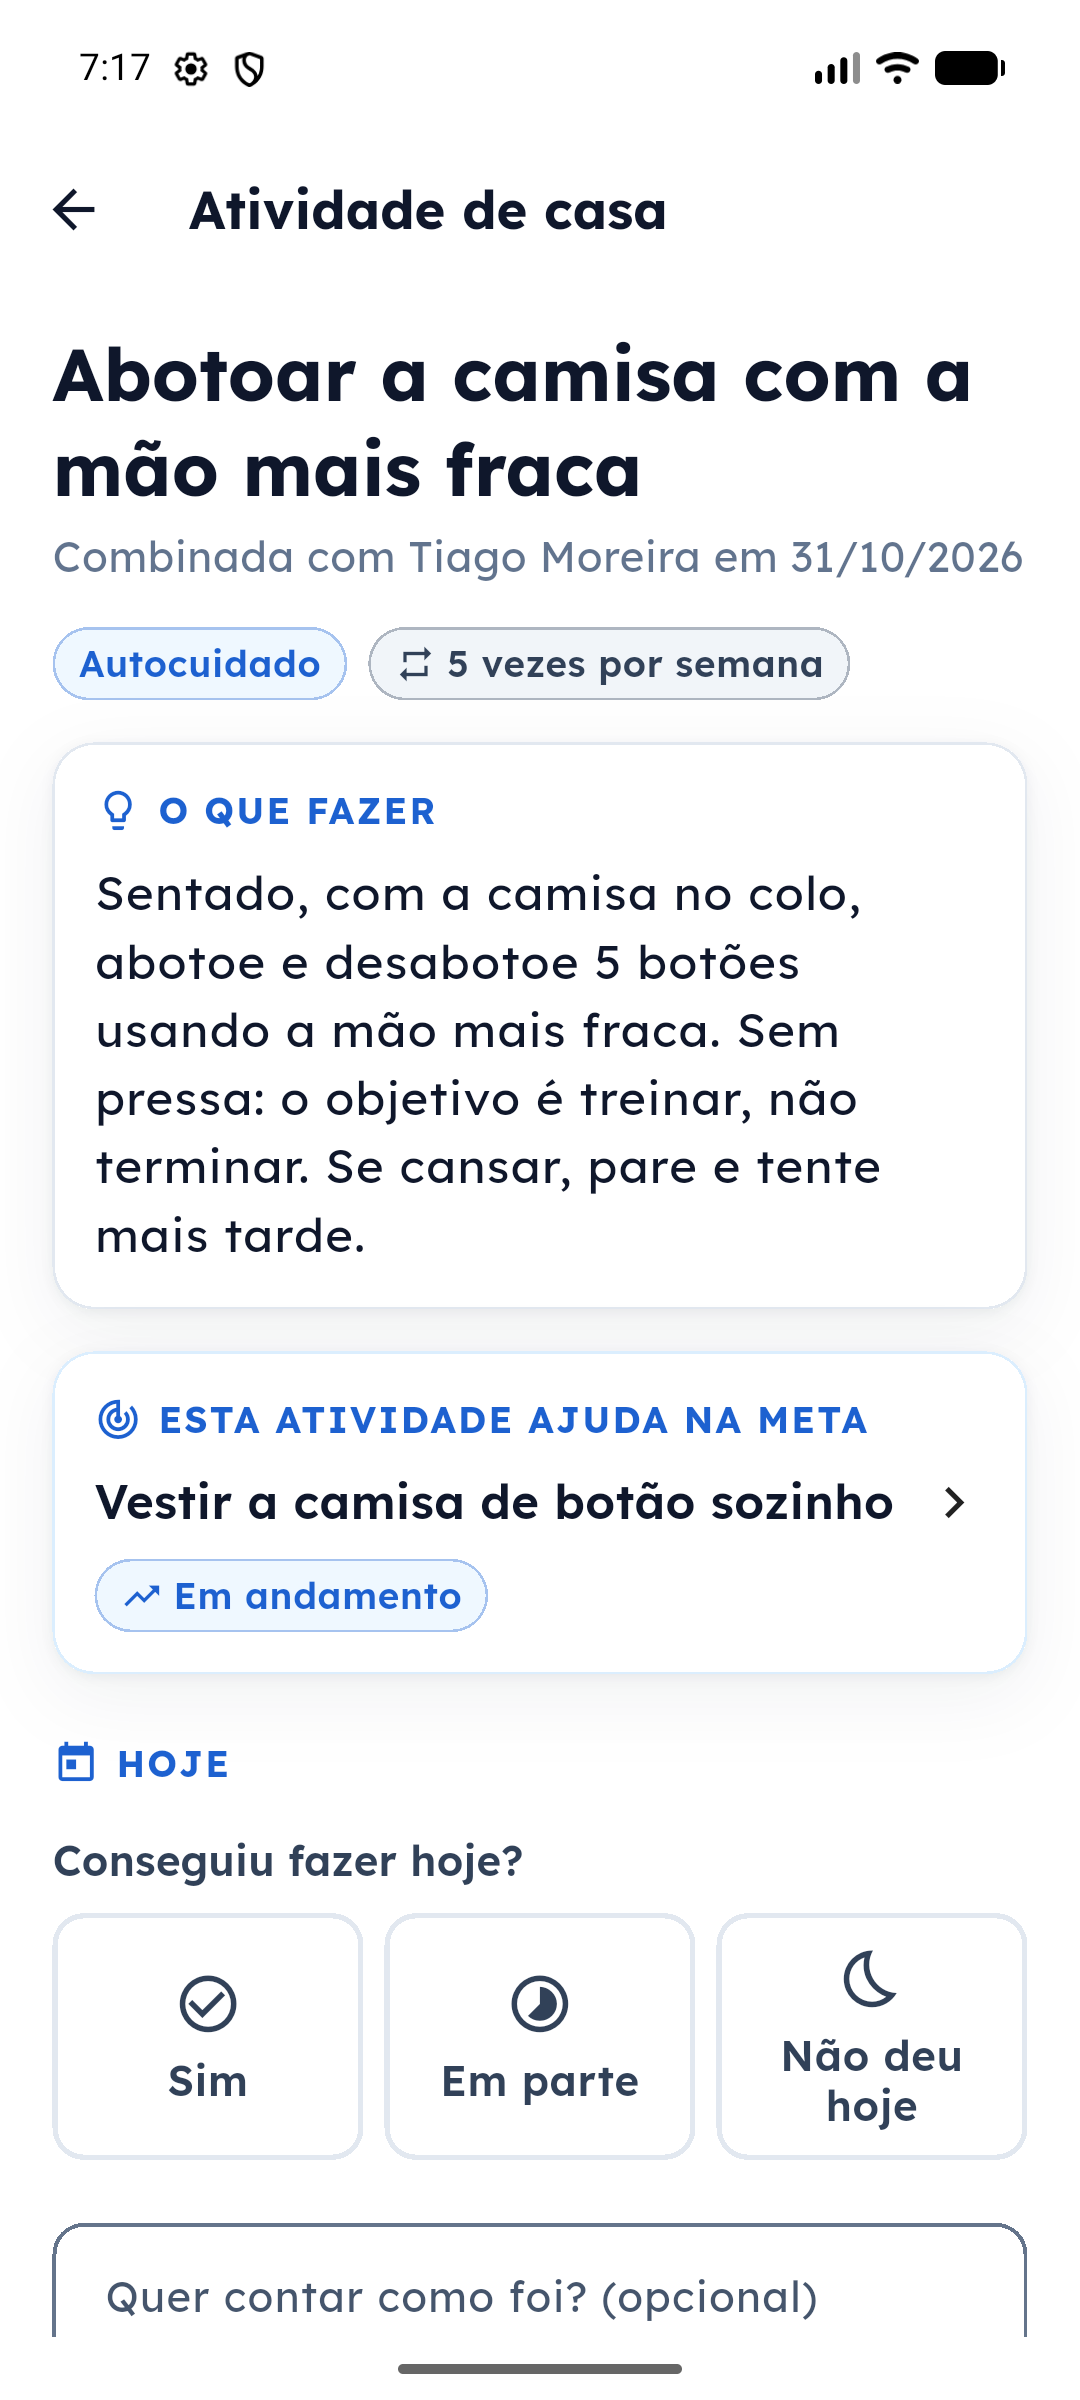 7:17
Atividade de casa
Abotoar a camisa com a
mão mais fraca
Combinada com Tiago Moreira em 31/10/2026
Autocuidado
5 vezes por semana
O QUE FAZER
Sentado, com a camisa no colo,
abotoe e desabotoe 5 botões
usando a mão mais fraca. Sem
pressa: o objetivo é treinar, não
terminar. Se cansar, pare e tente
mais tarde.
ESTA ATIVIDADE AJUDA NA META
Vestir a camisa de botão sozinho
Em andamento
HOJE
Conseguiu fazer hoje?
Sim
Em parte
Não deu
hoje
Quer contar como foi? (opcional)